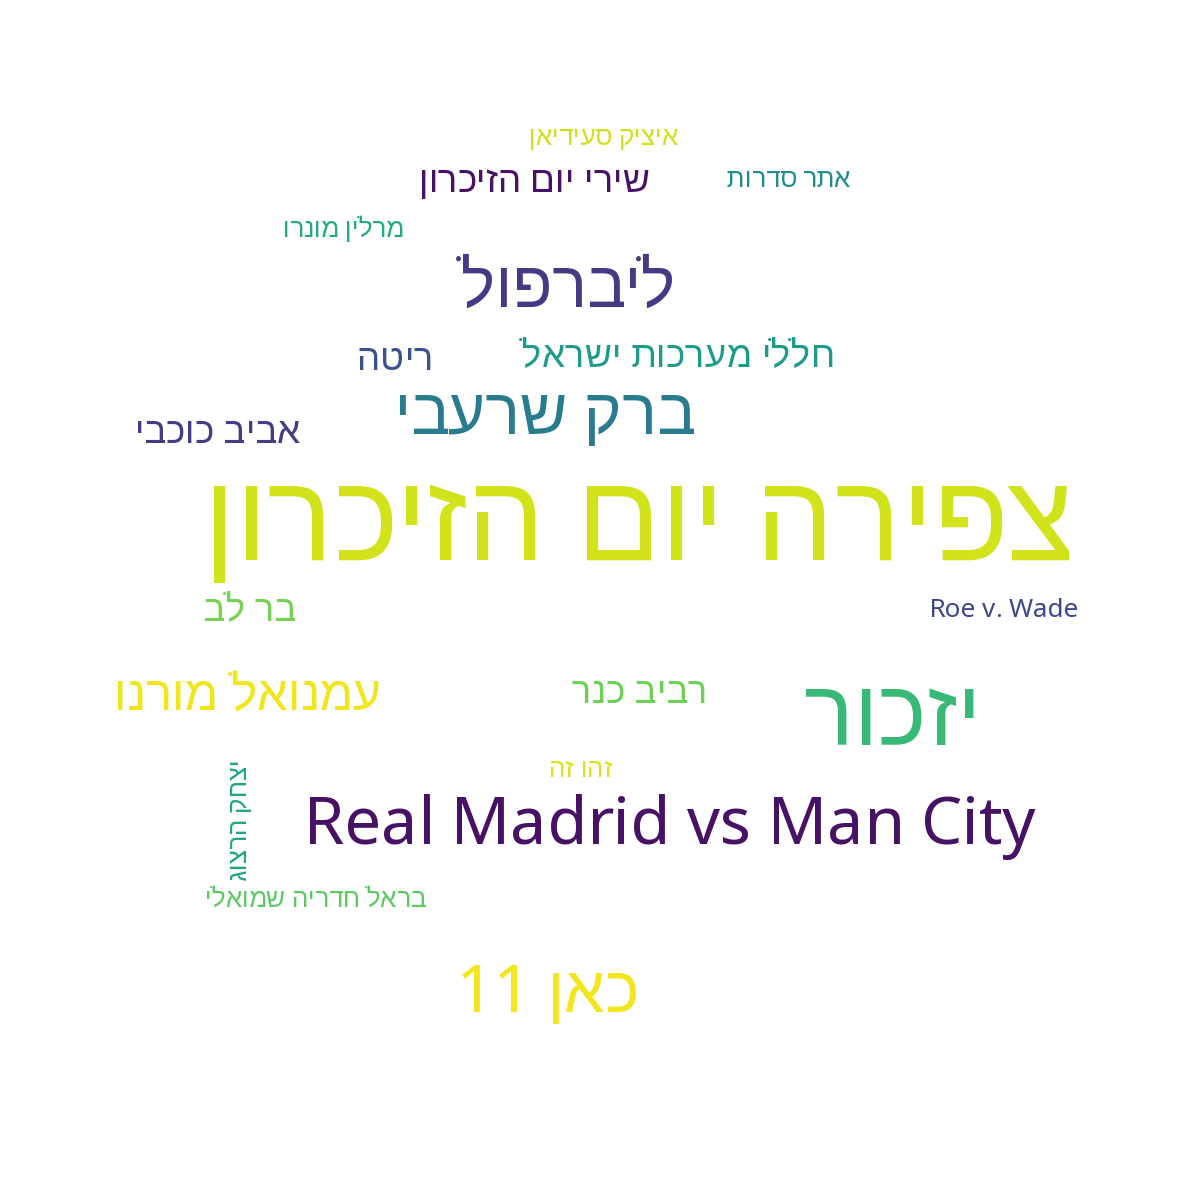 איציק סעידיאן
שירי יום הזיכרון
אתר סדרות
מרלין מונרו
ליברפול
חללי מערכות ישראל
ריטה
ברק שרעבי
אביב כוכבי
צפירה יום הזיכרון
בר לב
Roe v. Wade
עמנואל מורנו
רביב כנר
יזכור
זהו זה
יצחק הרצוג
Real Madrid vs Man City
בראל חדריה שמואלי
כאן 11